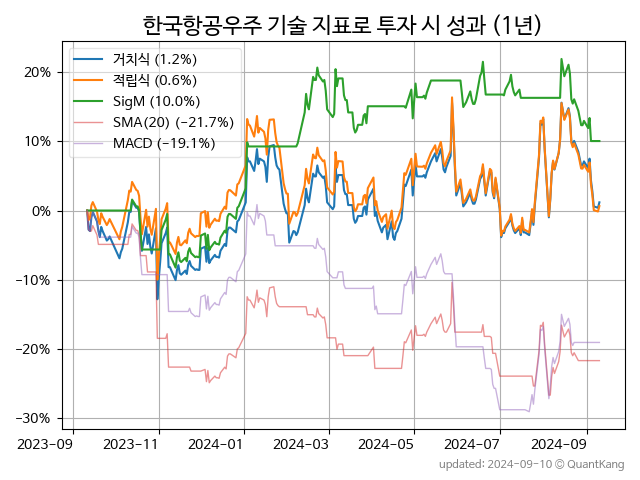 한국항공우주 기술 지표로 투자 시 성과 (1년)
거치식 (1.2%)
적립식 (0.6%)
SigM (10.0%)
SMA(20) (−21.7%)
MACD (−19.1%)
20%
10%
0%
−10%
−20%
−30%
2023-09
2023-11
2024-01
2024-03
2024-05
2024-07
2024-09
updated: 2024-09-10 ⓒ QuantKang